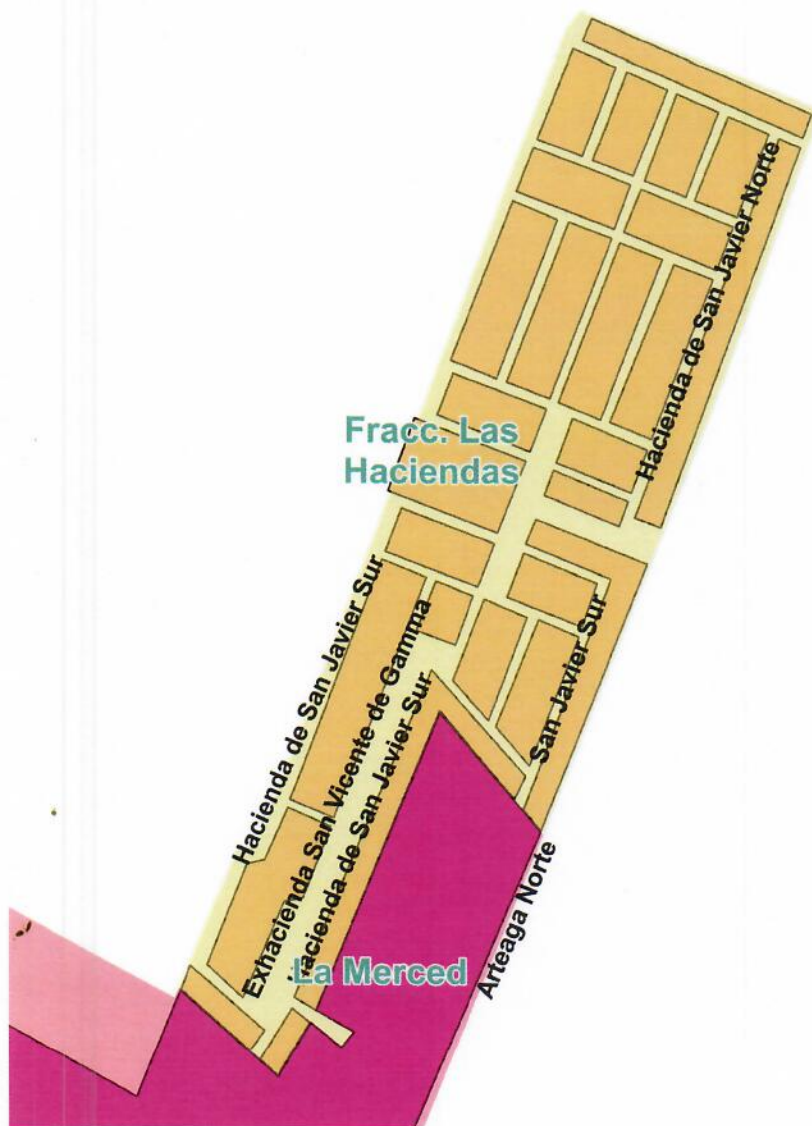 Hacienda de San Javier Norte
Fracc. Las
Haciendas
Hacienda de San Javier Sur
Exhacienda San Vicente de Gamma
Hacienda de San Javier Sur
San Javier Sur
La Merced
Arteaga Norte